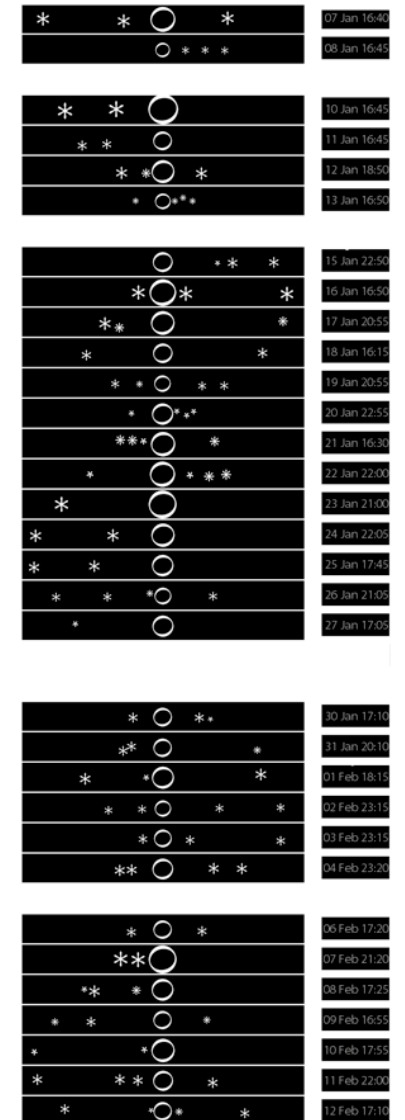 07 Jan 16:40
08 Jan 16:45
10 Jan 16:45
11 Jan 16:45
12 Jan 18:50
13 Jan 16:50
15 Jan 22:50
16 Jan 16:50
17 Jan 20:55
18 Jan 16:15
19 Jan 20:55
20 Jan 22:55
21 Jan 16:30
22 Jan 22:00
23 Jan 21:00
24 Jan 22:05
25 Jan 17:45
26 Jan 21:05
27 Jan 17:05
30 Jan 17:10
31 Jan 20:10
01 Feb 18:15
02 Feb 23:15
03 Feb 23:15
04 Feb 23:20
06 Feb 17:20
07 Feb 21:20
08 Feb 17:25
09 Feb 16:55
10 Feb 17:55
11 Feb 22:00
12 Feb 17:10